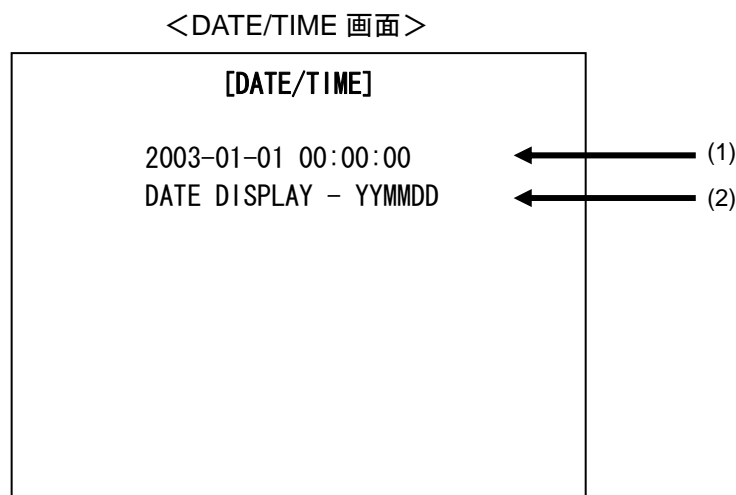 ＜DATE/TIME 画面＞
[DATE/TIME]
2003-01-01 00:00:00
(1)
DATE DISPLAY - YYMMDD
(2)